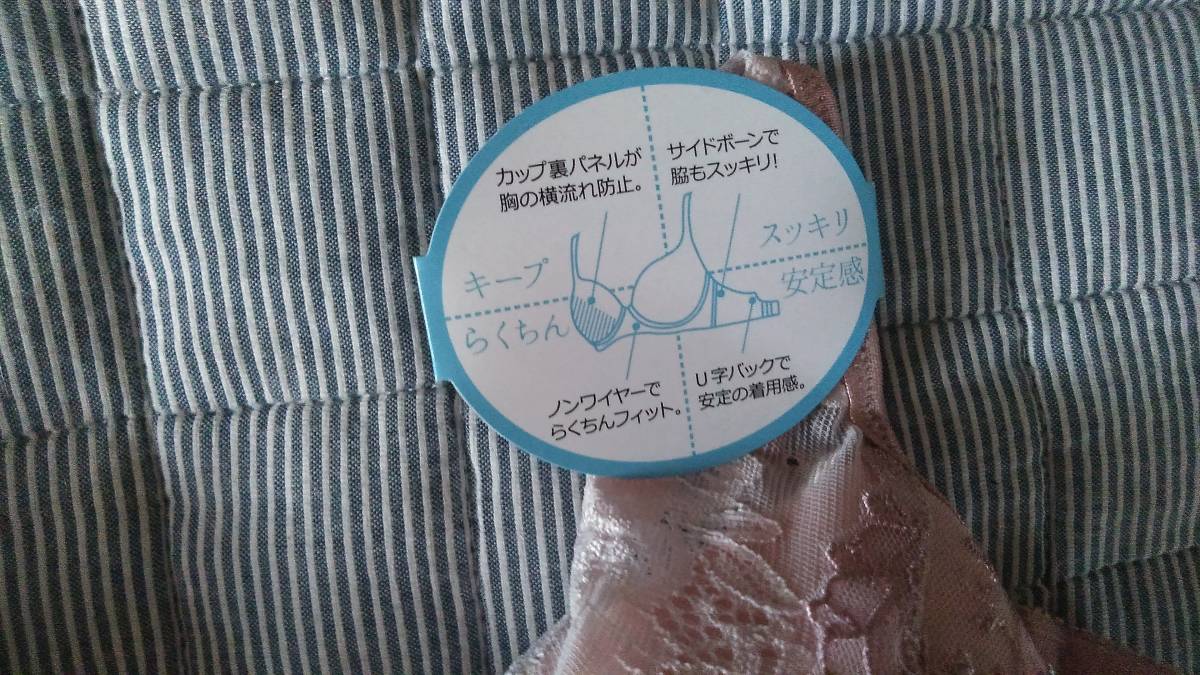 カップ裏パネルが
胸の横流れ防止。
サイドボーンで
脇もスッキリ!
キープ
スッキリ
らくちん
安定感
ノンワイヤーで
らくちんフィット。
U字バックで
安定の着用感。